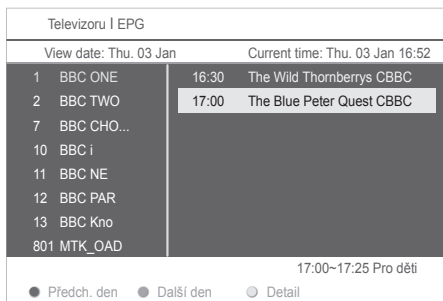 Televizoru I EPG
View date: Thu. 03 Jan Current time: Thu. 03 Jan 16:52
1 BBC ONE 16:30 The Wild Thornberrys CBBC
2 BBC TWO 17:00 The Blue Peter Quest CBBC
7 BBC CHO...
10 BBC i
11 BBC NE
12 BBC PAR
13 BBC Kno
801 MTK_OAD
17:00~17:25 Pro děti
Předch. den Další den Detail